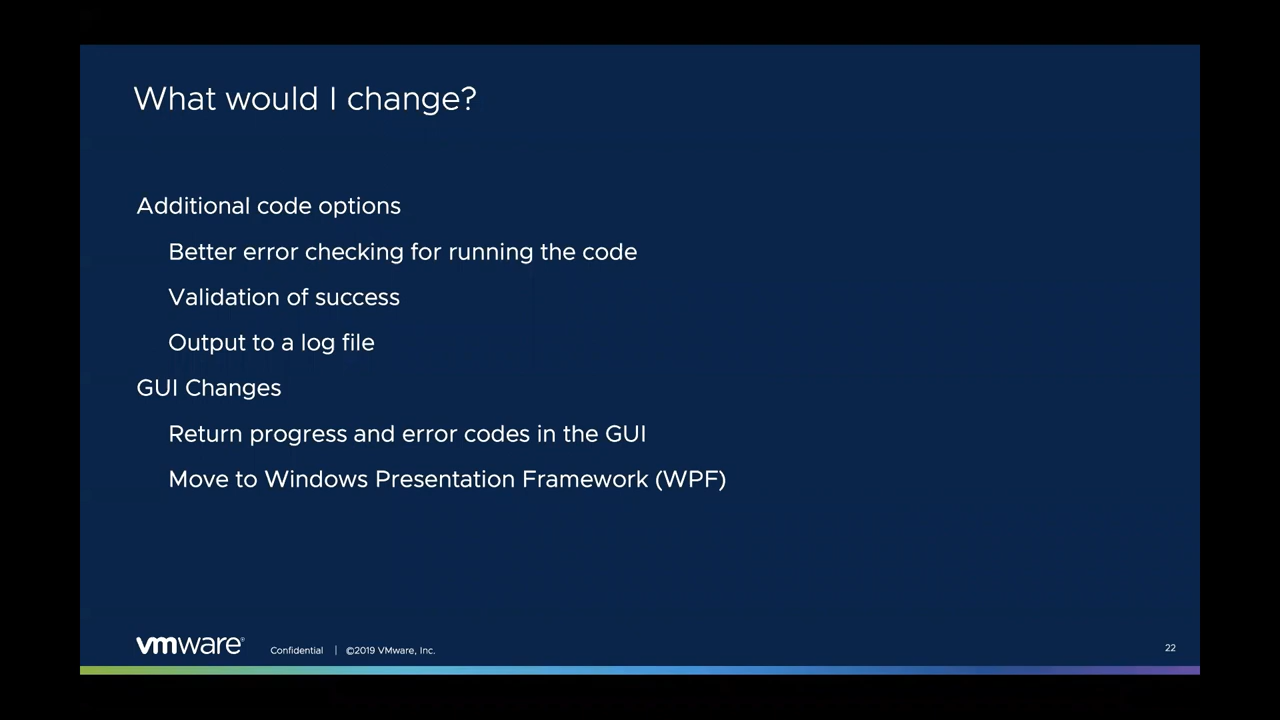 What would I change?
Additional code options
Better error checking for running the code
Validation of success
Output to a log file
GUI Changes
Return progress and error codes in the GUI
Move to Windows Presentation Framework (WPF)
vmware®
Confidential | ©2019 VMware, Inc.
22